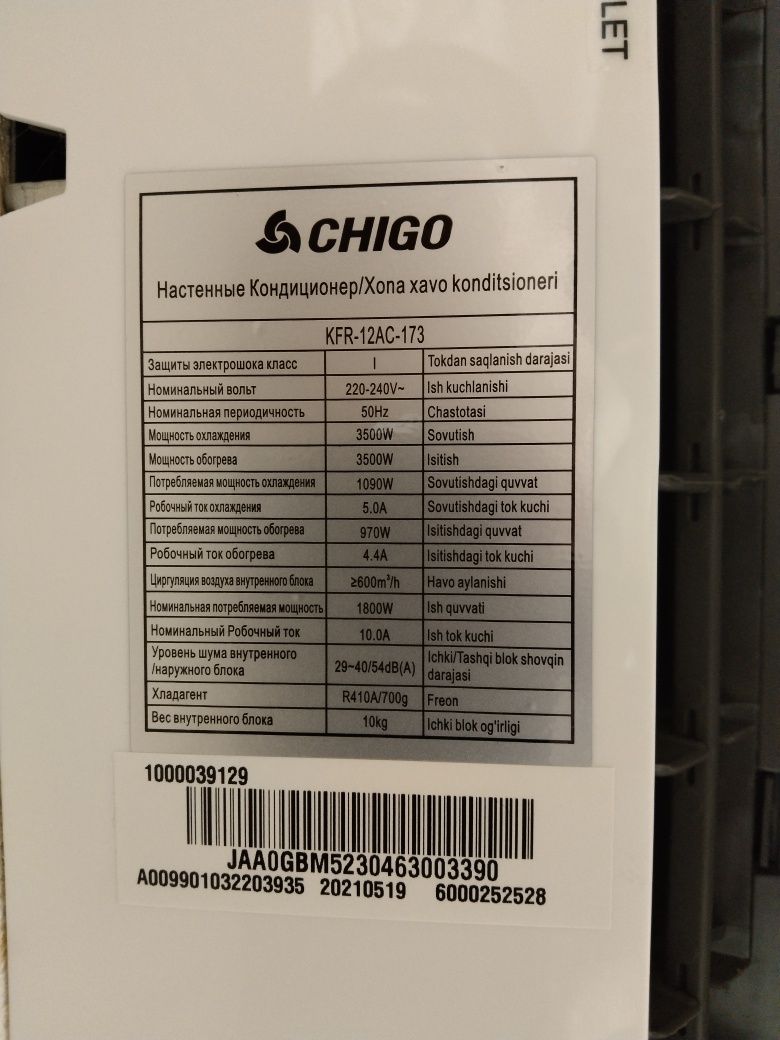 LET
CHIGO
Настенные Кондиционер/Xona xavo konditsioneri
KFR-12AC-173
Защиты электрошока класс I Tokdan saqlanish darajasi
Номинальный вольт 220-240V~ Ish kuchlanishi
Номинальная периодичность 50Hz Chastotasi
Мощность охлаждения 3500W Sovutish
Мощность обогрева 3500W Isitish
Потребляемая мощность охлаждения 1090W Sovutishdagi quvvat
Робочный ток охлаждения 5.0A Sovutishdagi tok kuchi
Потребляемая мощность обогрева 970W Isitishdagi quvvat
Робочный ток обогрева 4.4A Isitishdagi tok kuchi
Циргуляция воздуха внутренного блока ≥600m³/h Havo aylanishi
Номинальная потребляемая мощность 1800W Ish quvvati
Номинальный Робочный ток 10.0A Ish tok kuchi
Уровень шума внутренного
/наружного блока 29~40/54dB(A) Ichki/Tashqi blok shovqin
darajasi
Хладагент R410A/700g Freon
Вес внутренного блока 10kg Ichki blok og'irligi
1000039129
JAA0GBM5230463003390
A009901032203935 20210519 6000252528